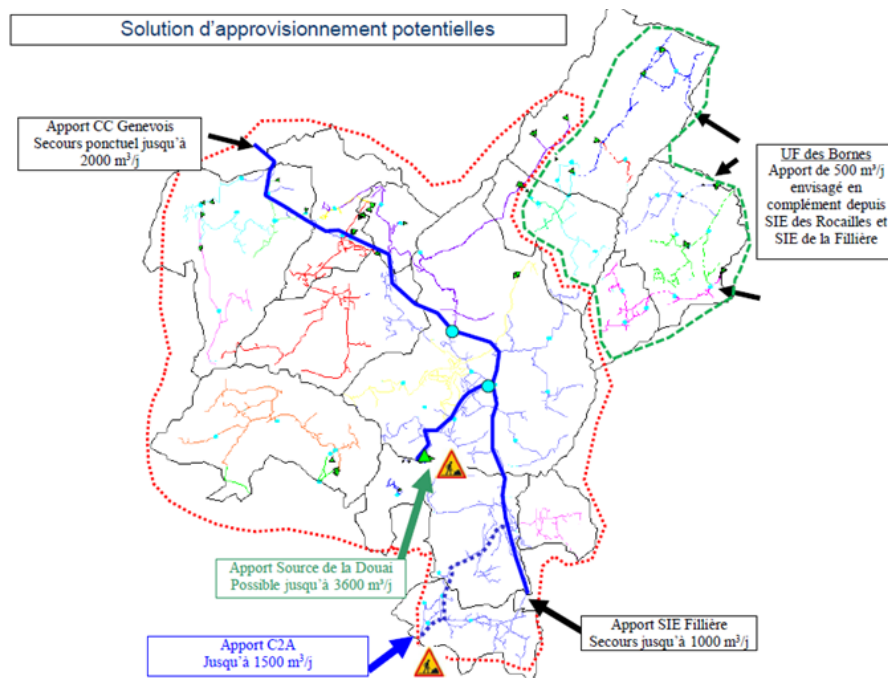 Solution d'approvisionnement potentielles
Apport CC Genevois
Secours ponctuel jusqu'à
2000 m³/j
UF des Bornes
Apport de 500 m³/j
envisagé en
complément depuis
SIE des Rocailles et
SIE de la Fillière
Apport Source de la Douai
Possible jusqu'à 3600 m³/j
Apport C2A
Jusqu'à 1500 m³/j
Apport SIE Fillière
Secours jusqu'à 1000 m³/j